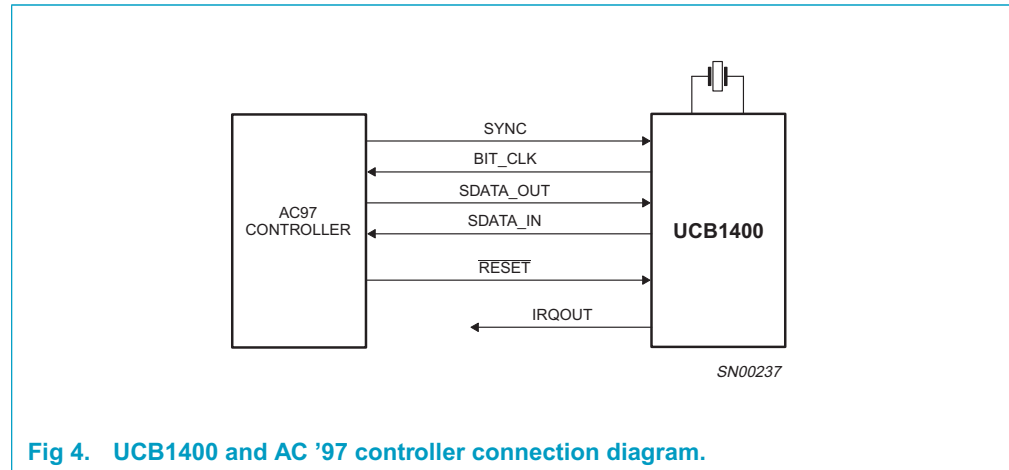 SYNC
BIT_CLK
SDATA_OUT
AC97
CONTROLLER
SDATA_IN
UCB1400
RESET
IRQOUT
SN00237
Fig 4. UCB1400 and AC ’97 controller connection diagram.